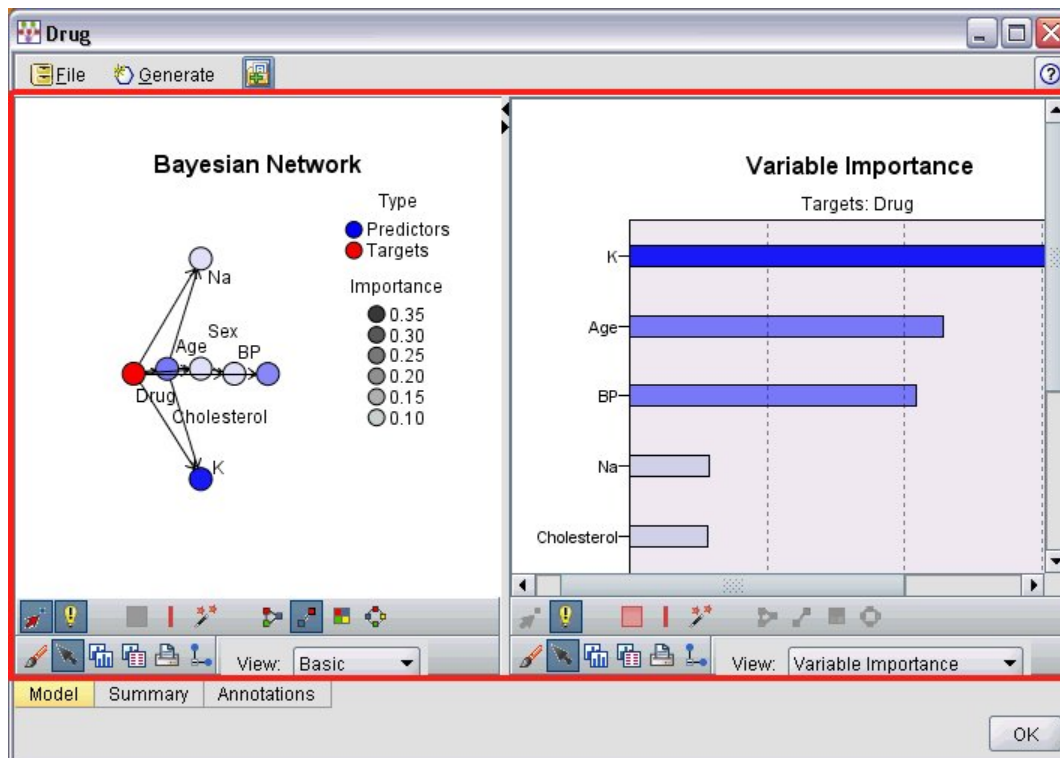 Drug
File Generate
Bayesian Network
Type
Predictors
Targets
Importance
0.35
0.30
0.25
0.20
0.15
0.10
Na
Sex
Age BP
Drug
Cholesterol
K
View: Basic
Variable Importance
Targets: Drug
K
Age
BP
Na
Cholesterol
View: Variable Importance
Model Summary Annotations
OK